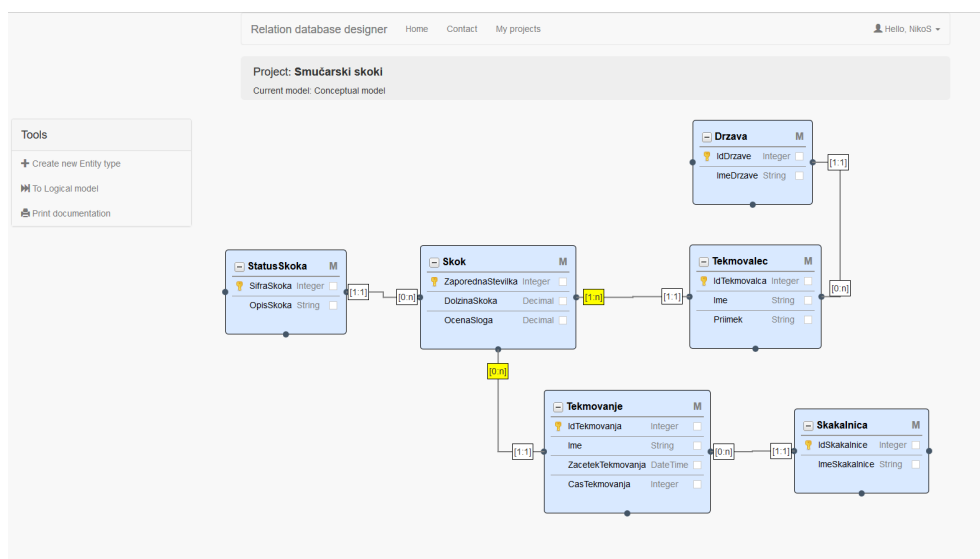 Relation database designer Home Contact My projects Hello, NikoS
Project: Smučarski skoki
Current model: Conceptual model
Tools
Create new Entity type
To Logical model
Print documentation
Drzava M
IdDrzave Integer
ImeDrzave String
[1:1]
StatusSkoka M
SifraSkoka Integer
OpisSkoka String
[1:1]
[0:n]
Skok M
ZaporednaStevilka Integer
DolzinaSkoka Decimal
OcenaSloga Decimal
[1:n]
[1:1]
Tekmovalec M
IdTekmovalca Integer
Ime String
Priimek String
[0:n]
[0:n]
[1:1]
Tekmovanje M
IdTekmovanja Integer
Ime String
ZacetekTekmovanja DateTime
CasTekmovanja Integer
[0:n]
[1:1]
Skakalnica M
IdSkakalnice Integer
ImeSkakalnice String